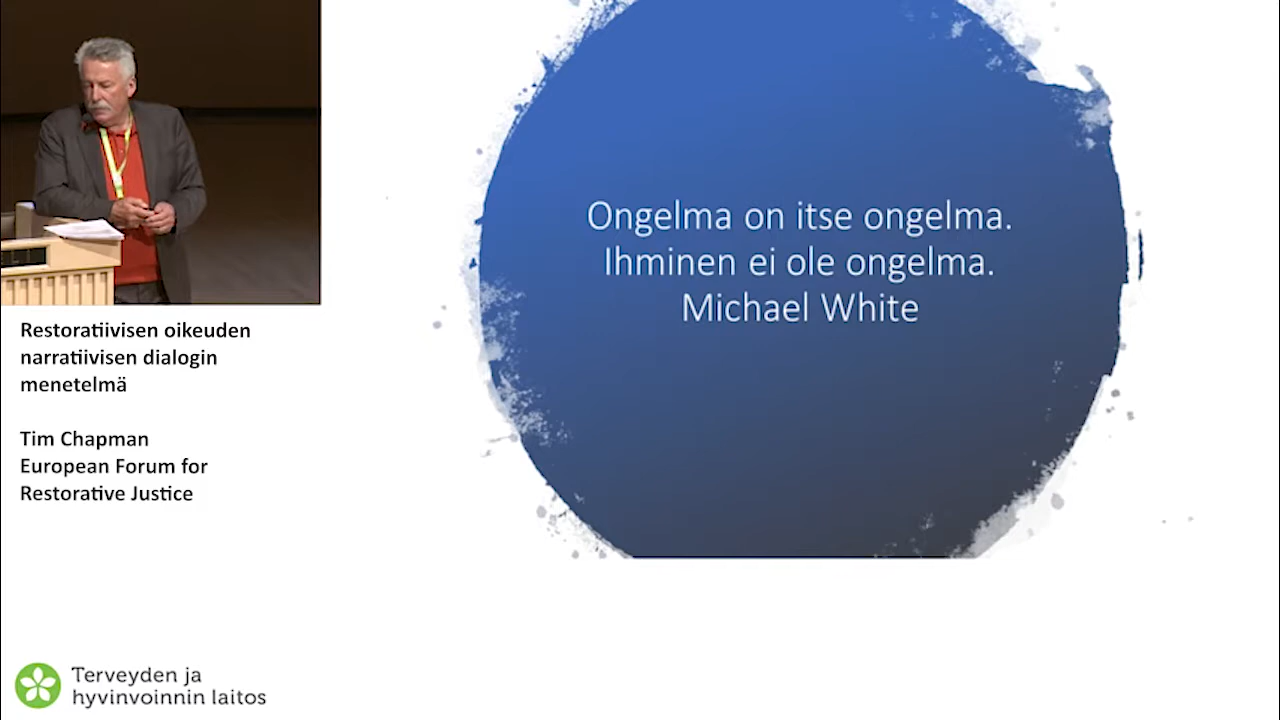 Ongelma on itse ongelma.
Ihminen ei ole ongelma.
Michael White
Restoratiivisen oikeuden
narratiivisen dialogin
menetelmä
Tim Chapman
European Forum for
Restorative Justice
Terveyden ja
hyvinvoinnin laitos